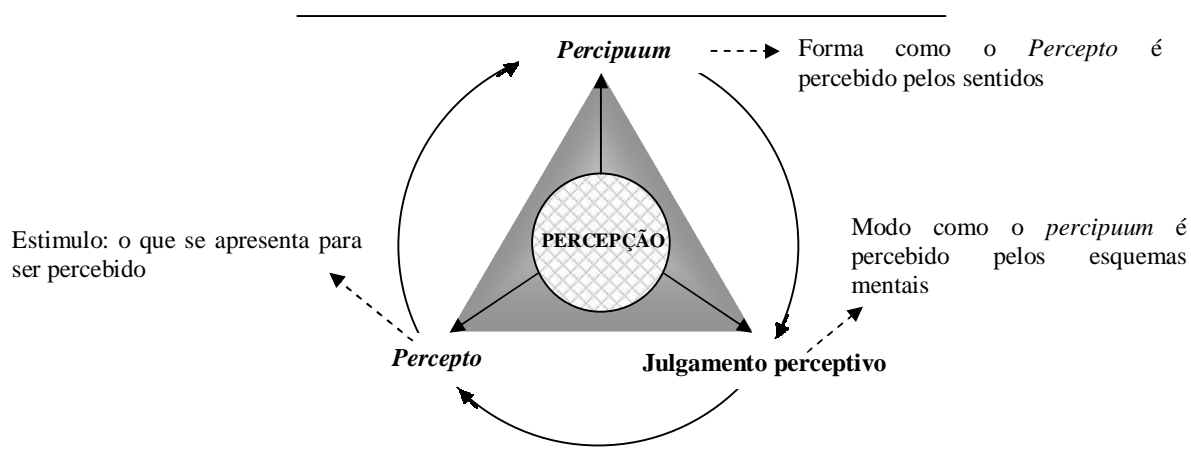 Percipuum
Forma como o Percepto é
percebido pelos sentidos
Estimulo: o que se apresenta para
ser percebido
PERCEPÇÃO
Modo como o percipuum é
percebido pelos esquemas
mentais
Percepto
Julgamento perceptivo